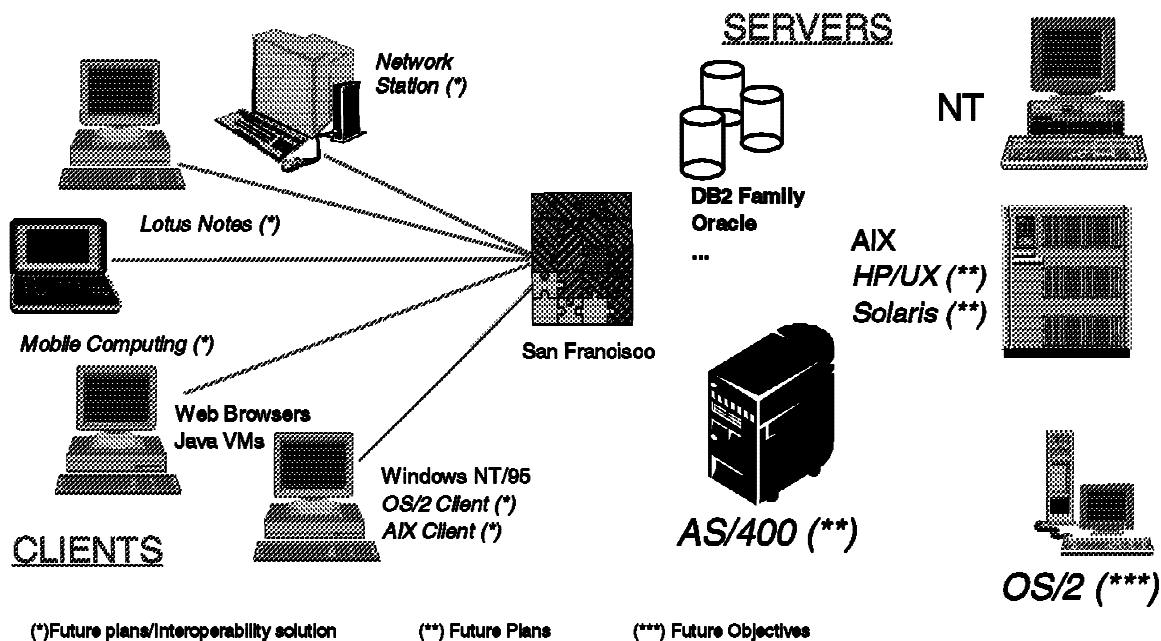 SERVERS
Network
Station (*)
NT
Lotus Notes (*)
DB2 Family
Oracle
...
AIX
HP/UX (**)
Solaris (**)
Mobile Computing (*)
San Francisco
Web Browsers
Java VMs
Windows NT/95
OS/2 Client (*)
AIX Client (*)
AS/400 (**)
CLIENTS
OS/2 (***)
(*)Future plans/Interoperability solution
(**) Future Plans
(***) Future Objectives